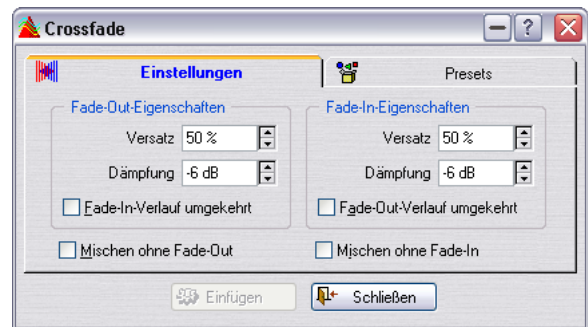 Crossfade
Einstellungen
Presets
Fade-Out-Eigenschaften
Versatz 50 %
Dämpfung -6 dB
Fade-In-Verlauf umgekehrt
Fade-In-Eigenschaften
Versatz 50 %
Dämpfung -6 dB
Fade-Out-Verlauf umgekehrt
Mischen ohne Fade-Out
Mischen ohne Fade-In
Einfügen
Schließen